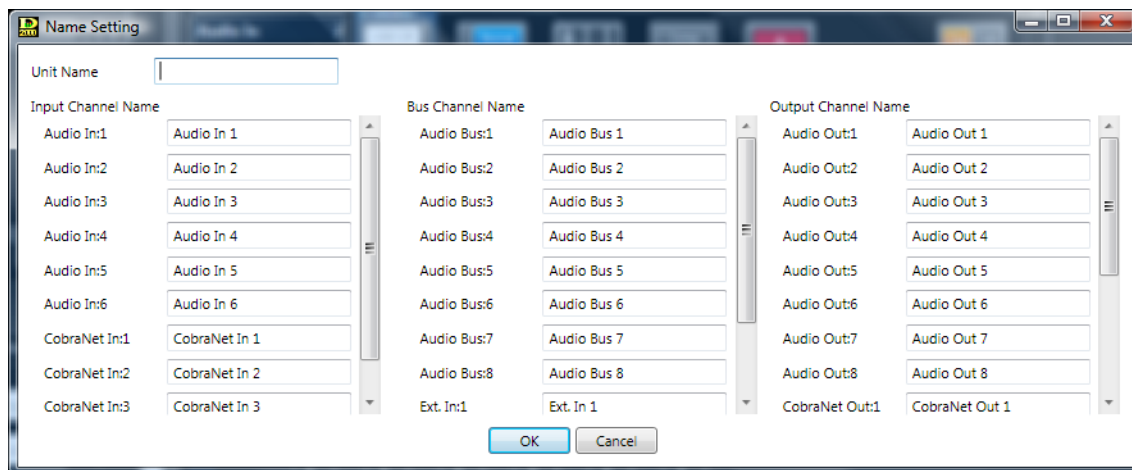 Name Setting
Unit Name
Input Channel Name
Audio In:1 Audio In 1
Audio In:2 Audio In 2
Audio In:3 Audio In 3
Audio In:4 Audio In 4
Audio In:5 Audio In 5
Audio In:6 Audio In 6
CobraNet In:1 CobraNet In 1
CobraNet In:2 CobraNet In 2
CobraNet In:3 CobraNet In 3
Bus Channel Name
Audio Bus:1 Audio Bus 1
Audio Bus:2 Audio Bus 2
Audio Bus:3 Audio Bus 3
Audio Bus:4 Audio Bus 4
Audio Bus:5 Audio Bus 5
Audio Bus:6 Audio Bus 6
Audio Bus:7 Audio Bus 7
Audio Bus:8 Audio Bus 8
Ext. In:1 Ext. In 1
Output Channel Name
Audio Out:1 Audio Out 1
Audio Out:2 Audio Out 2
Audio Out:3 Audio Out 3
Audio Out:4 Audio Out 4
Audio Out:5 Audio Out 5
Audio Out:6 Audio Out 6
Audio Out:7 Audio Out 7
Audio Out:8 Audio Out 8
CobraNet Out:1 CobraNet Out 1
OK Cancel